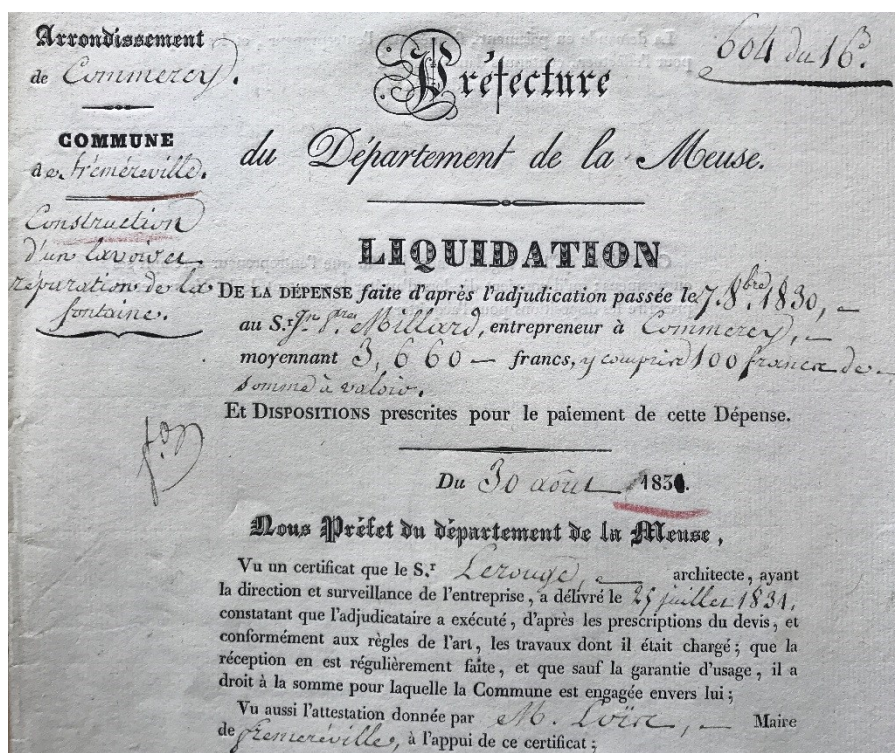 Arrondissement
de Commercy.
COMMUNE
de fréméréville.
Construction
d'un lavoir et
réparation de la
fontaine.
604 du 16e.
Préfecture
du Département de la Meuse.
LIQUIDATION
DE LA DÉPENSE faite d'après l'adjudication passée le 7. 8.bre 1830,
au S.r Jn. Millard, entrepreneur à Commercy,
moyennant 3,660 — francs, y compris 100 francs de
somme à valoir.
ET DISPOSITIONS prescrites pour le paiement de cette Dépense.
Du 30 août 1831.
Nous Préfet du département de la Meuse,
Vu un certificat que le S.r Lerouge, architecte, ayant
la direction et surveillance de l'entreprise, a délivré le 25 juillet 1831,
constatant que l'adjudicataire a exécuté, d'après les prescriptions du devis, et
conformément aux règles de l'art, les travaux dont il était chargé; que la
réception en est régulièrement faite, et que sauf la garantie d'usage, il a
droit à la somme pour laquelle la Commune est engagée envers lui;
Vu aussi l'attestation donnée par M. Loire, Maire
de fremeréville, à l'appui de ce certificat;